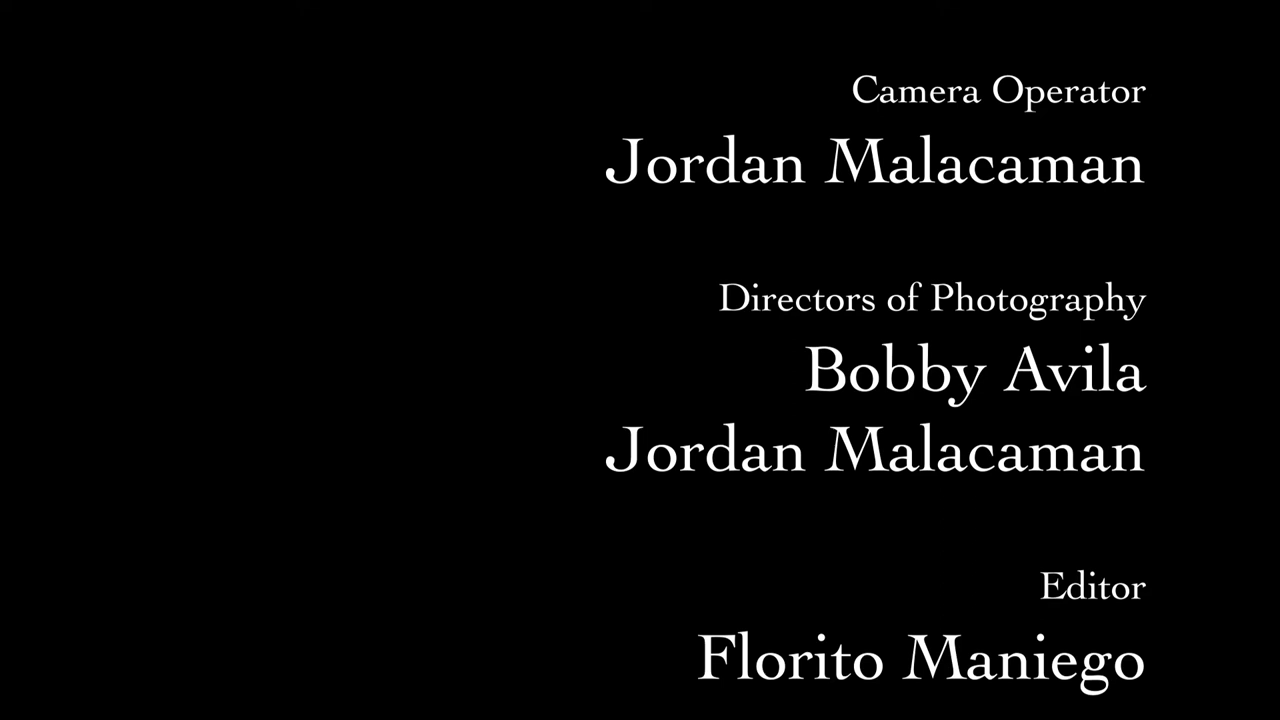 Camera Operator
Jordan Malacaman
Directors of Photography
Bobby Avila
Jordan Malacaman
Editor
Florito Maniego